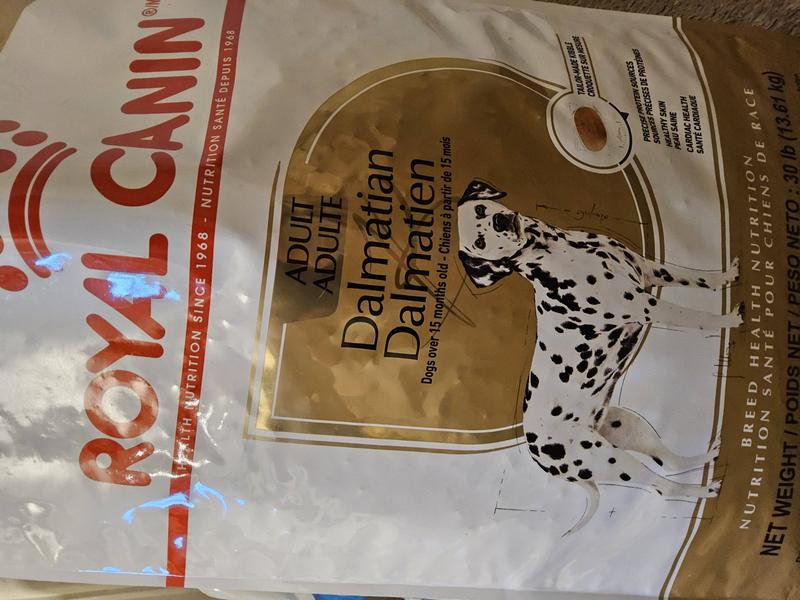 ROYAL CANIN
HEALTH NUTRITION SINCE 1968 - NUTRITION SANTÉ DEPUIS 1968
ADULT
ADULTE
Dalmatian
Dalmatien
Dogs over 15 months old - Chiens à partir de 15 mois
TAILOR-MADE KIBBLE
CROQUETTE SUR MESURE
PRECISE PROTEIN SOURCES
SOURCES PRÉCISES DE PROTÉINES
HEALTHY SKIN
PEAU SAINE
CARDIAC HEALTH
SANTÉ CARDIAQUE
BREED HEALTH NUTRITION
NUTRITION SANTÉ POUR CHIENS DE RACE
NET WEIGHT / POIDS NET / PESO NETO : 30 lb (13.61 kg)